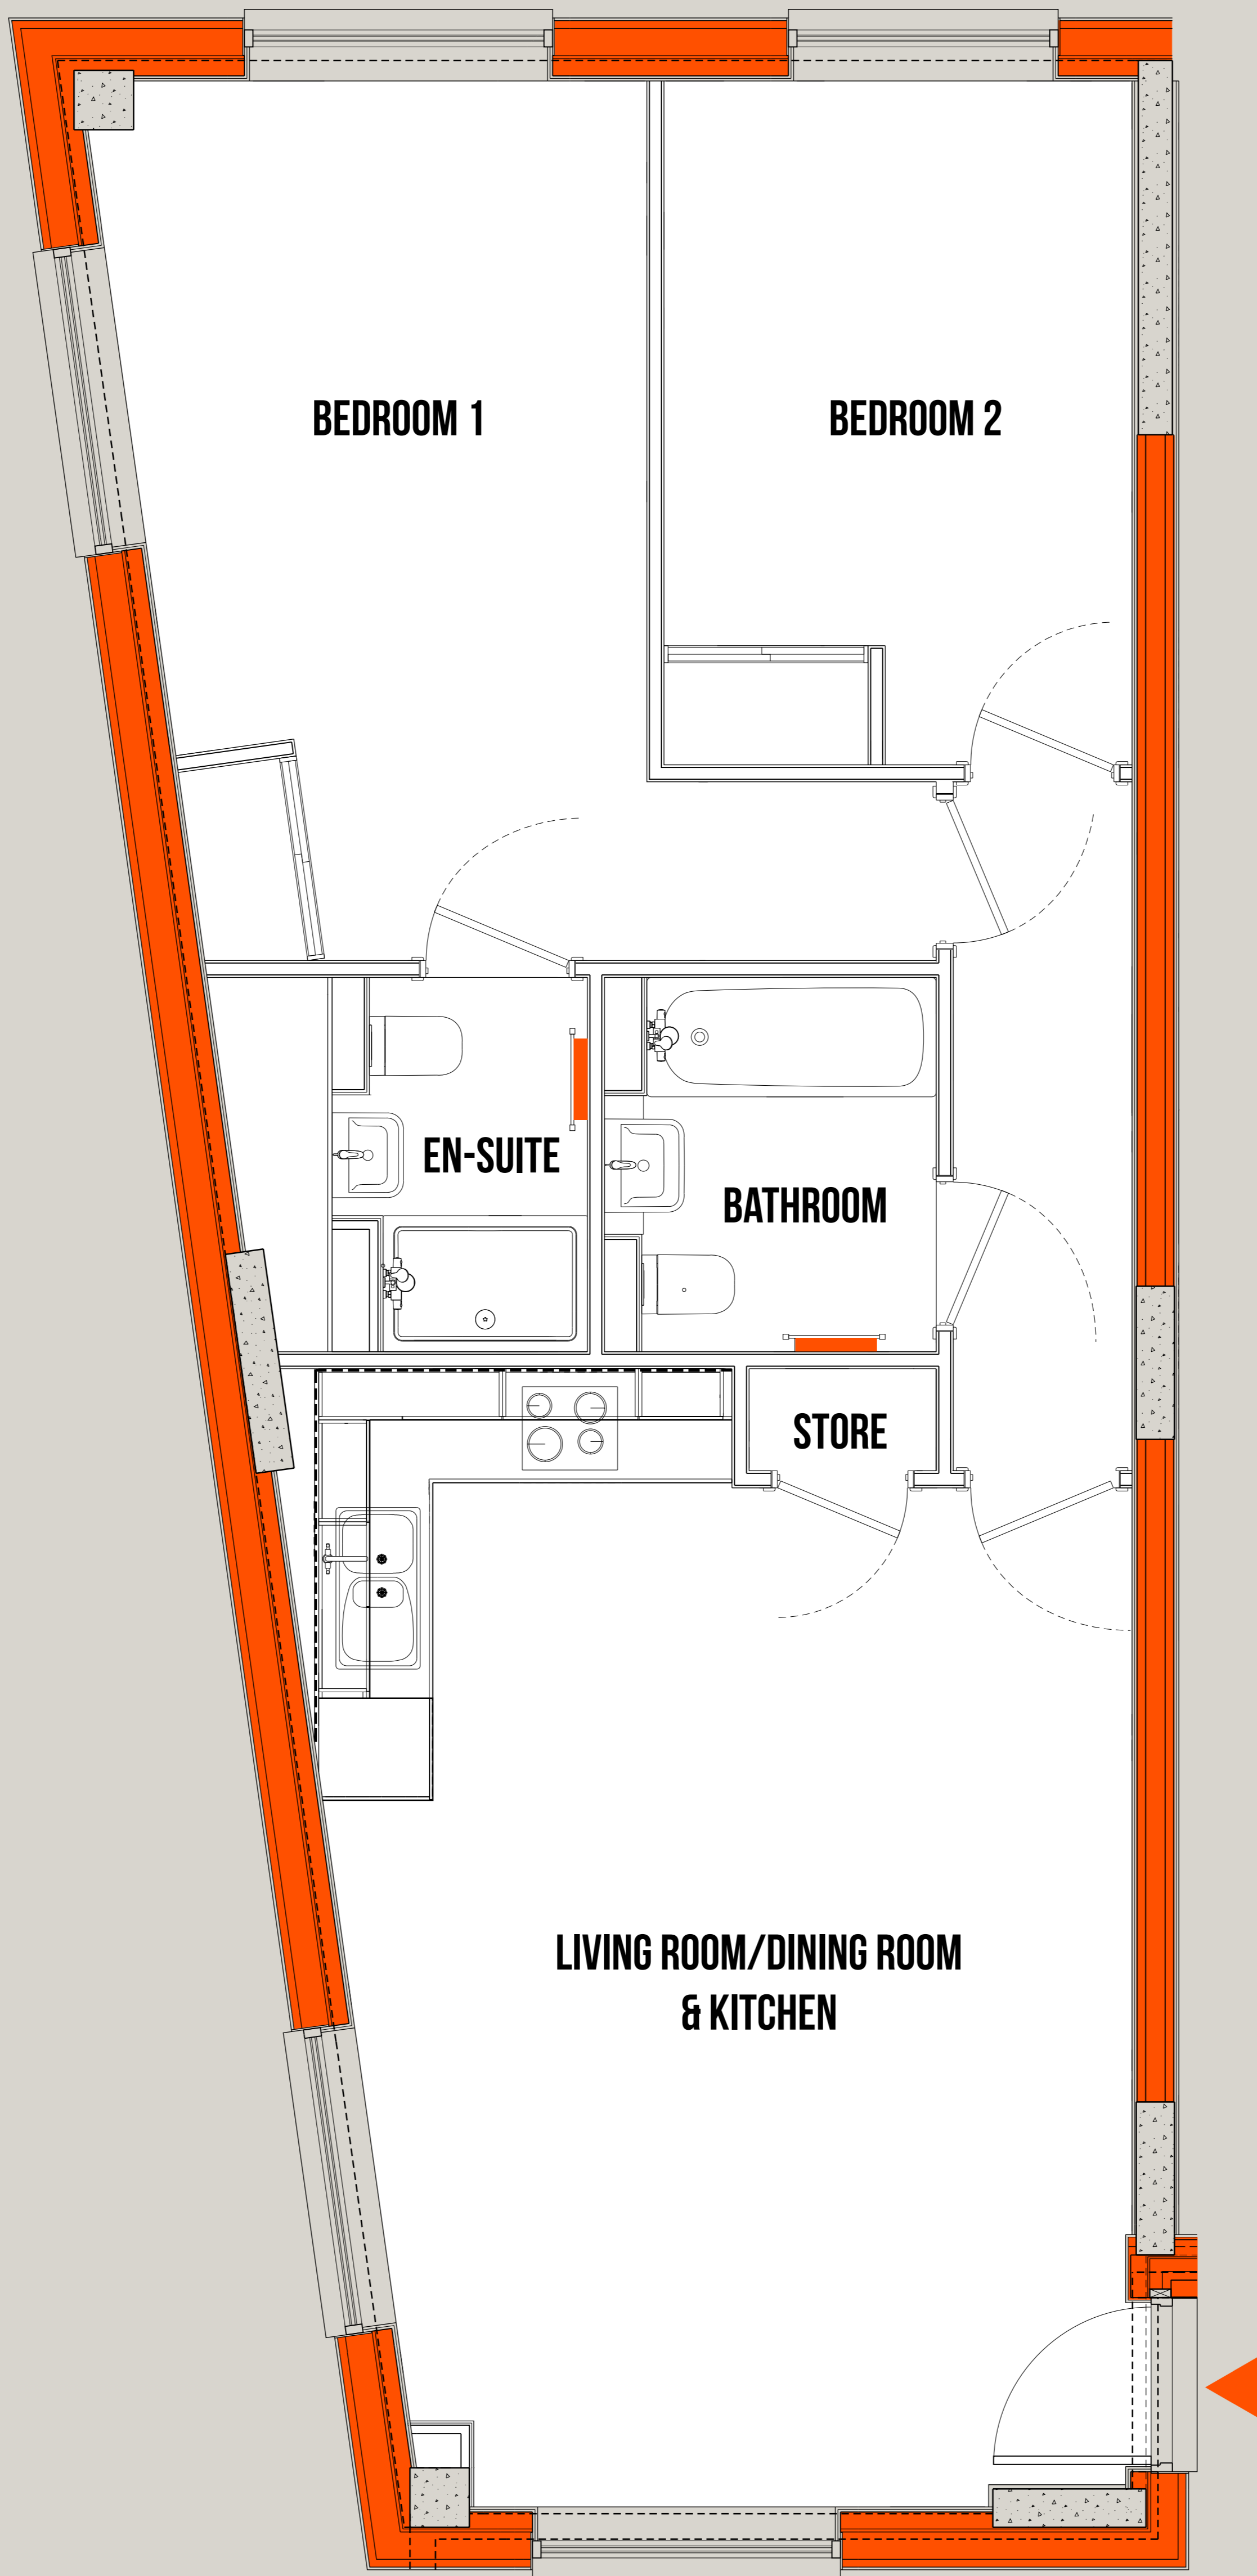 BEDROOM 1
BEDROOM 2
EN-SUITE
BATHROOM
STORE
LIVING ROOM/DINING ROOM
& KITCHEN